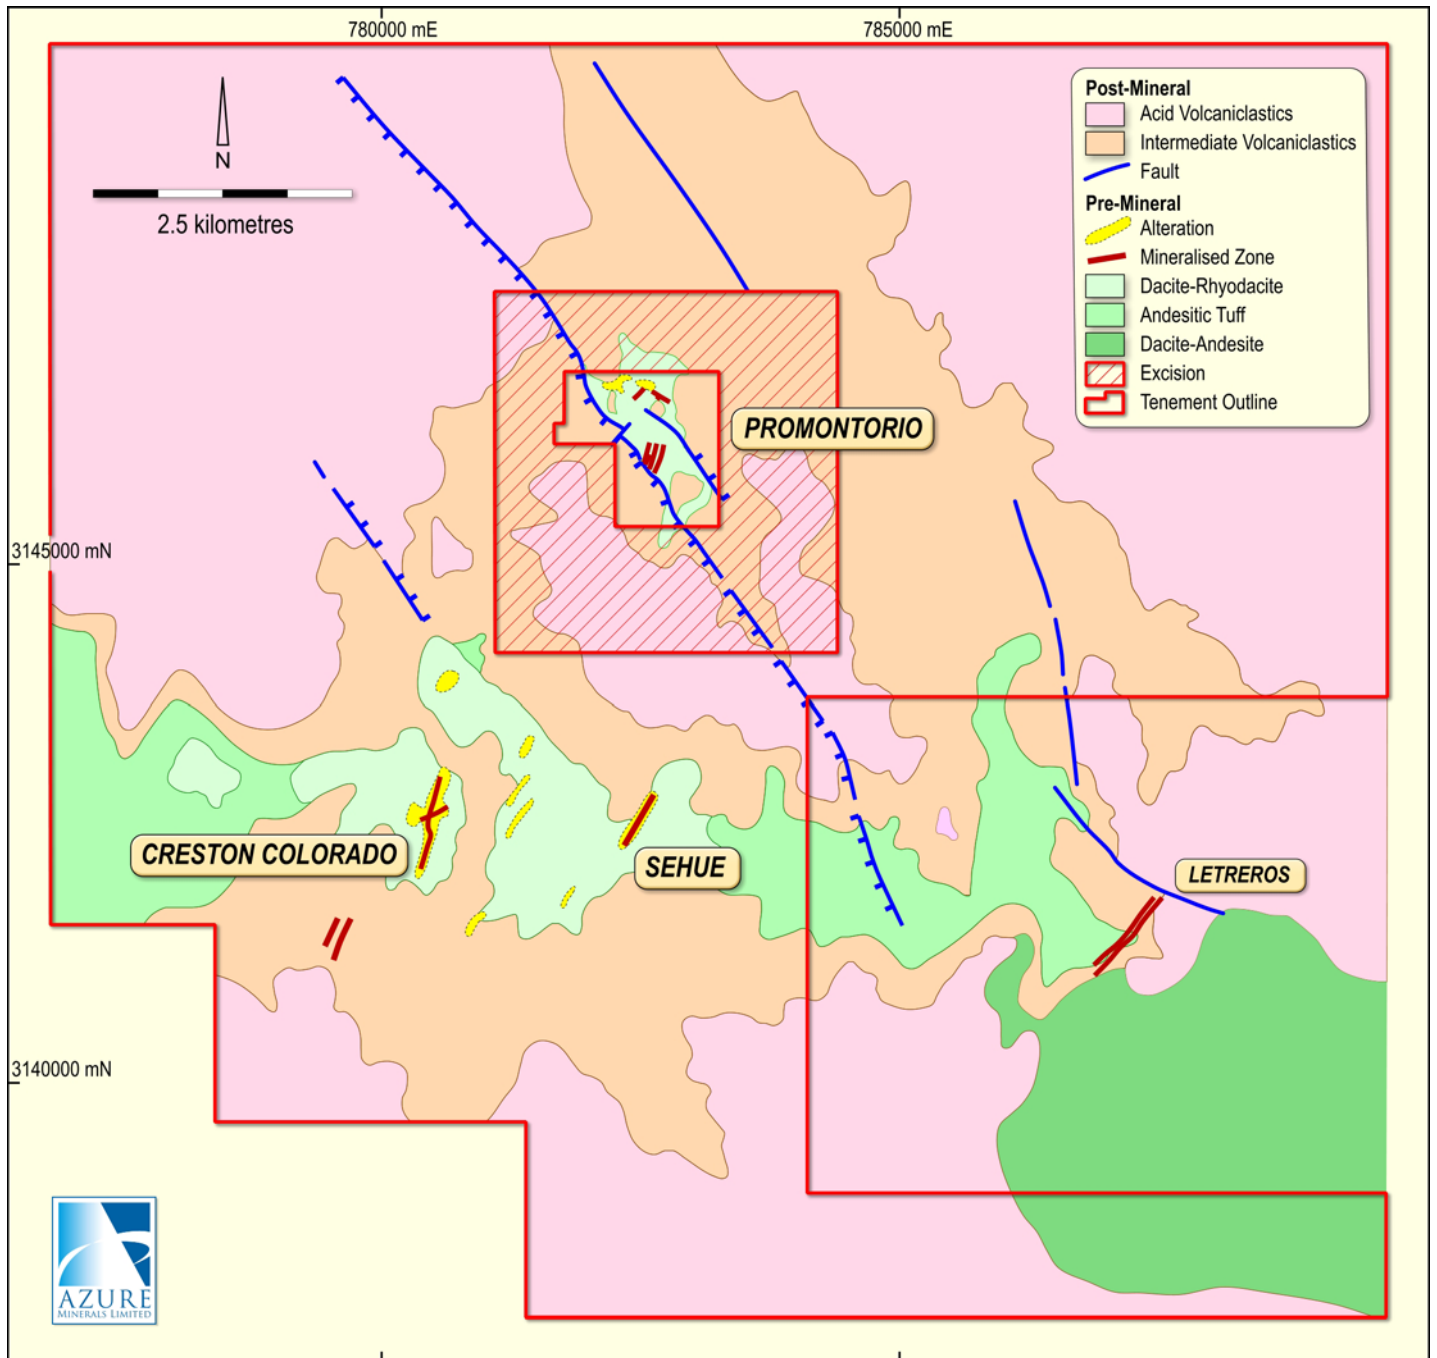 780000 mE
785000 mE
Post-Mineral
Acid Volcaniclastics
Intermediate Volcaniclastics
Fault
Pre-Mineral
Alteration
Mineralised Zone
Dacite-Rhyodacite
Andesitic Tuff
Dacite-Andesite
Excision
Tenement Outline
N
2.5 kilometres
PROMONTORIO
3145000 mN
CRESTON COLORADO
SEHUE
LETREROS
3140000 mN
AZURE
MINERALS LIMITED